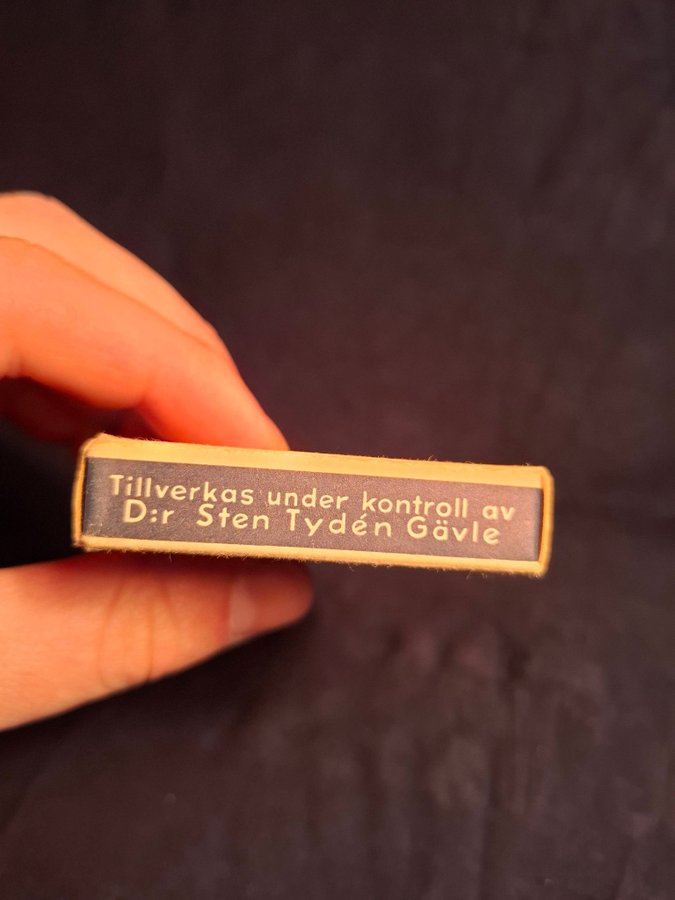 Tillverkas under kontroll av
D:r Sten Tydén Gävle